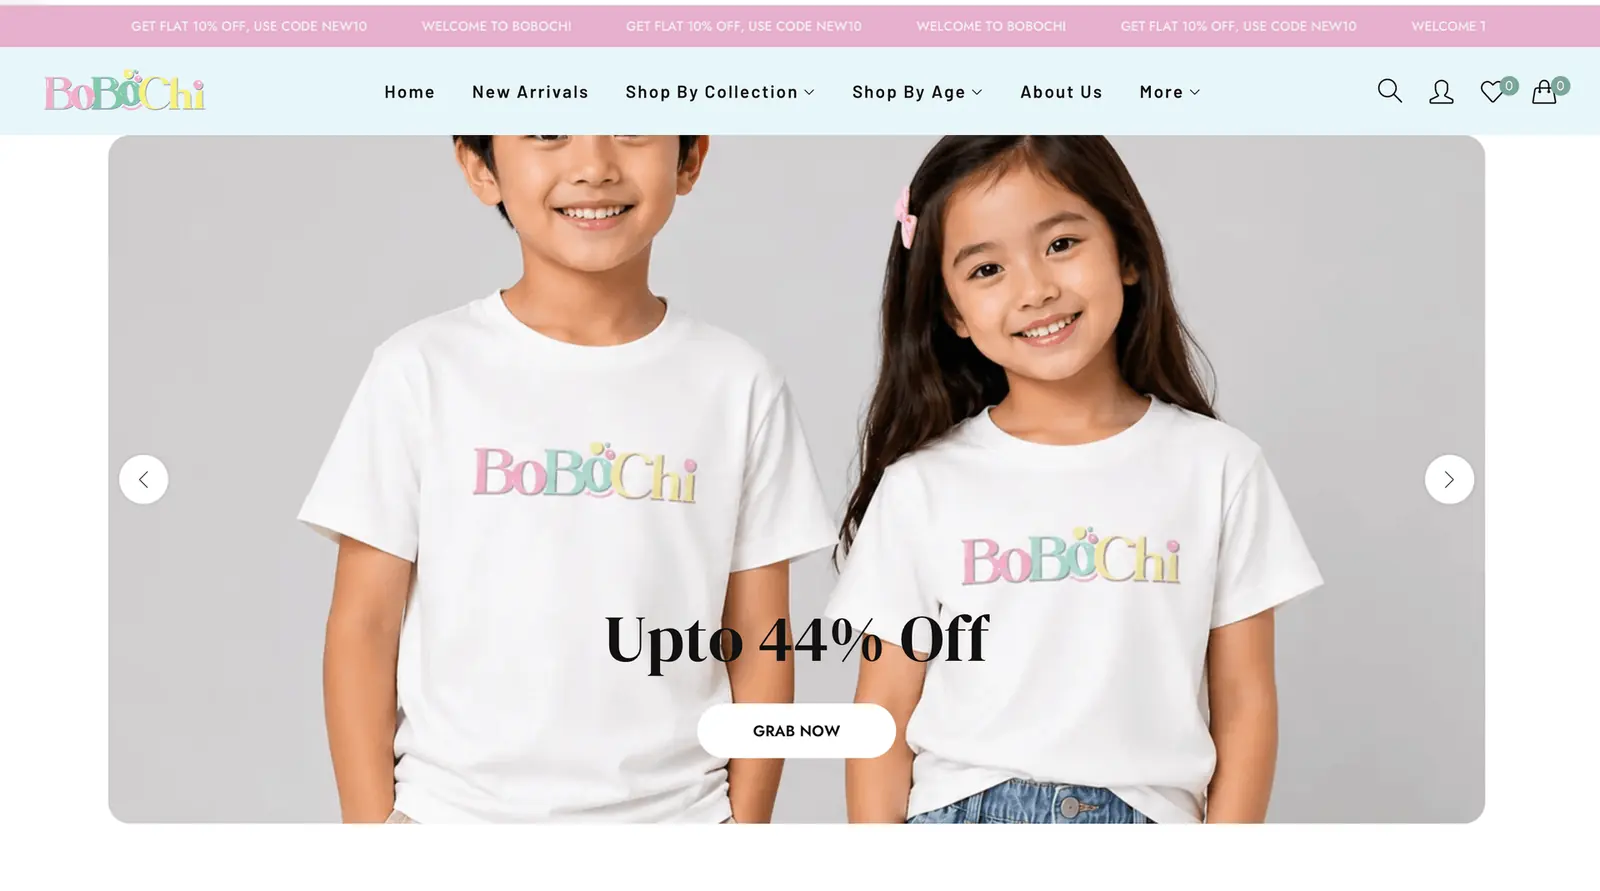 GET FLAT 10% OFF, USE CODE NEW10 WELCOME TO BOBOCHI GET FLAT 10% OFF, USE CODE NEW10 WELCOME TO BOBOCHI GET FLAT 10% OFF, USE CODE NEW10 WELCOME T
BoBoChi Home New Arrivals Shop By Collection Shop By Age About Us More 0 0
BoBoChi
BoBoChi
Upto 44% Off
GRAB NOW